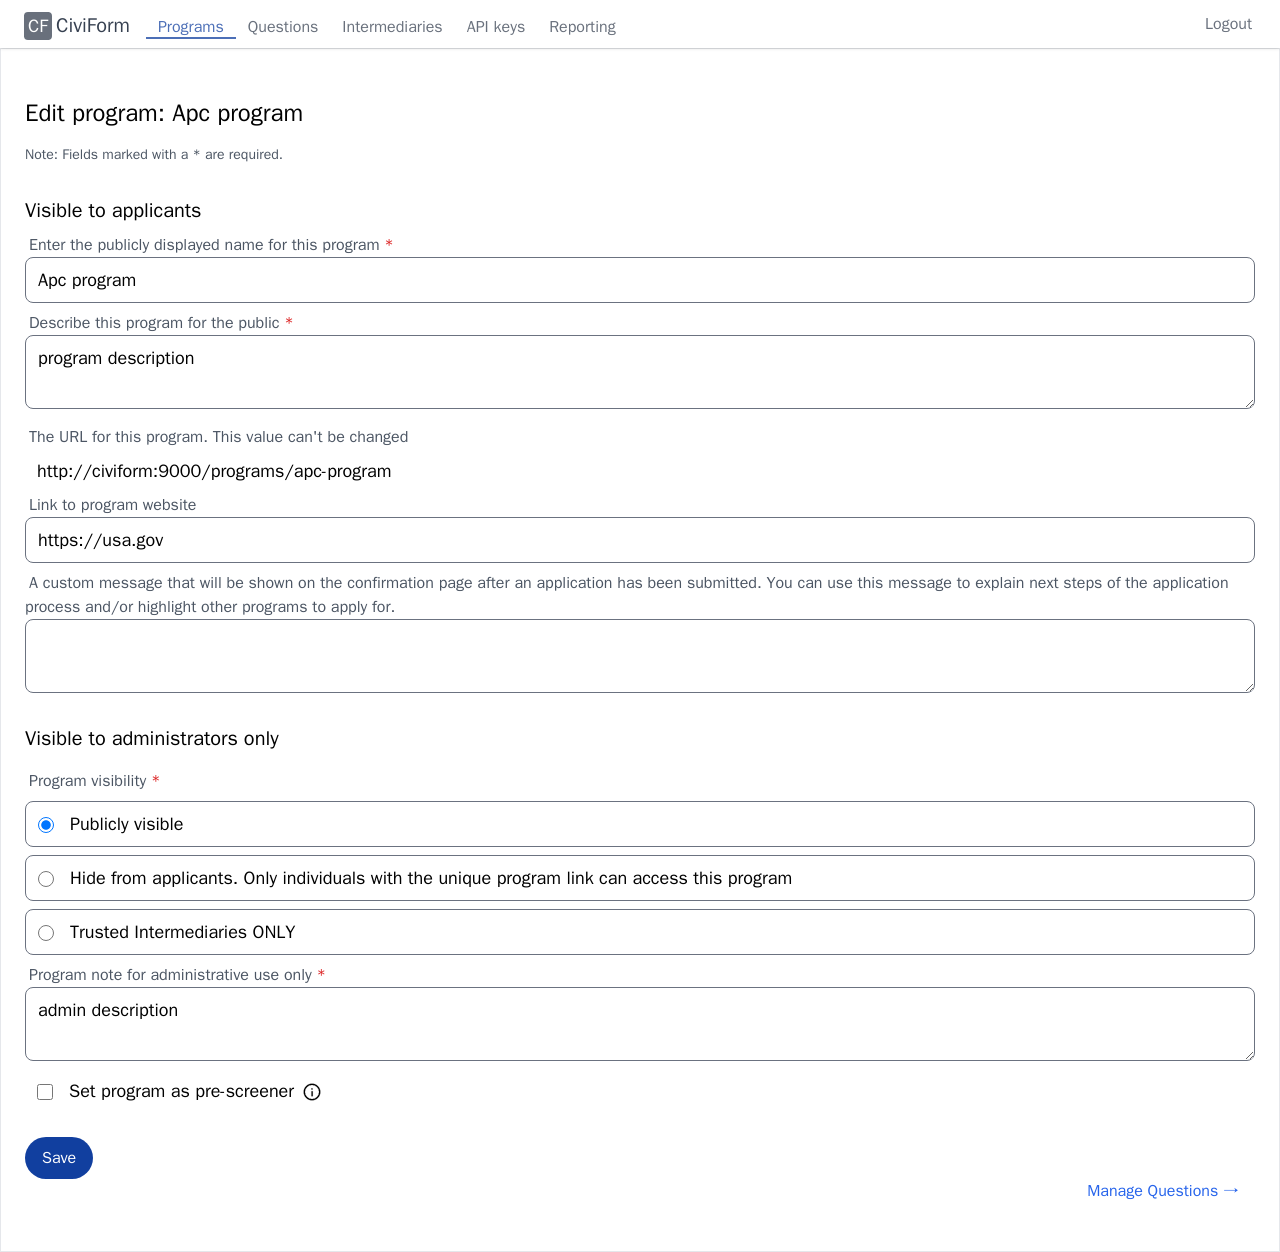 CF CiviForm Programs Questions Intermediaries API keys Reporting Logout
Edit program: Apc program
Note: Fields marked with a * are required.
Visible to applicants
Enter the publicly displayed name for this program *
Apc program
Describe this program for the public *
program description
The URL for this program. This value can't be changed
http://civiform:9000/programs/apc-program
Link to program website
https://usa.gov
A custom message that will be shown on the confirmation page after an application has been submitted. You can use this message to explain next steps of the application
process and/or highlight other programs to apply for.
Visible to administrators only
Program visibility *
Publicly visible
Hide from applicants. Only individuals with the unique program link can access this program
Trusted Intermediaries ONLY
Program note for administrative use only *
admin description
Set program as pre-screener
Save
Manage Questions →